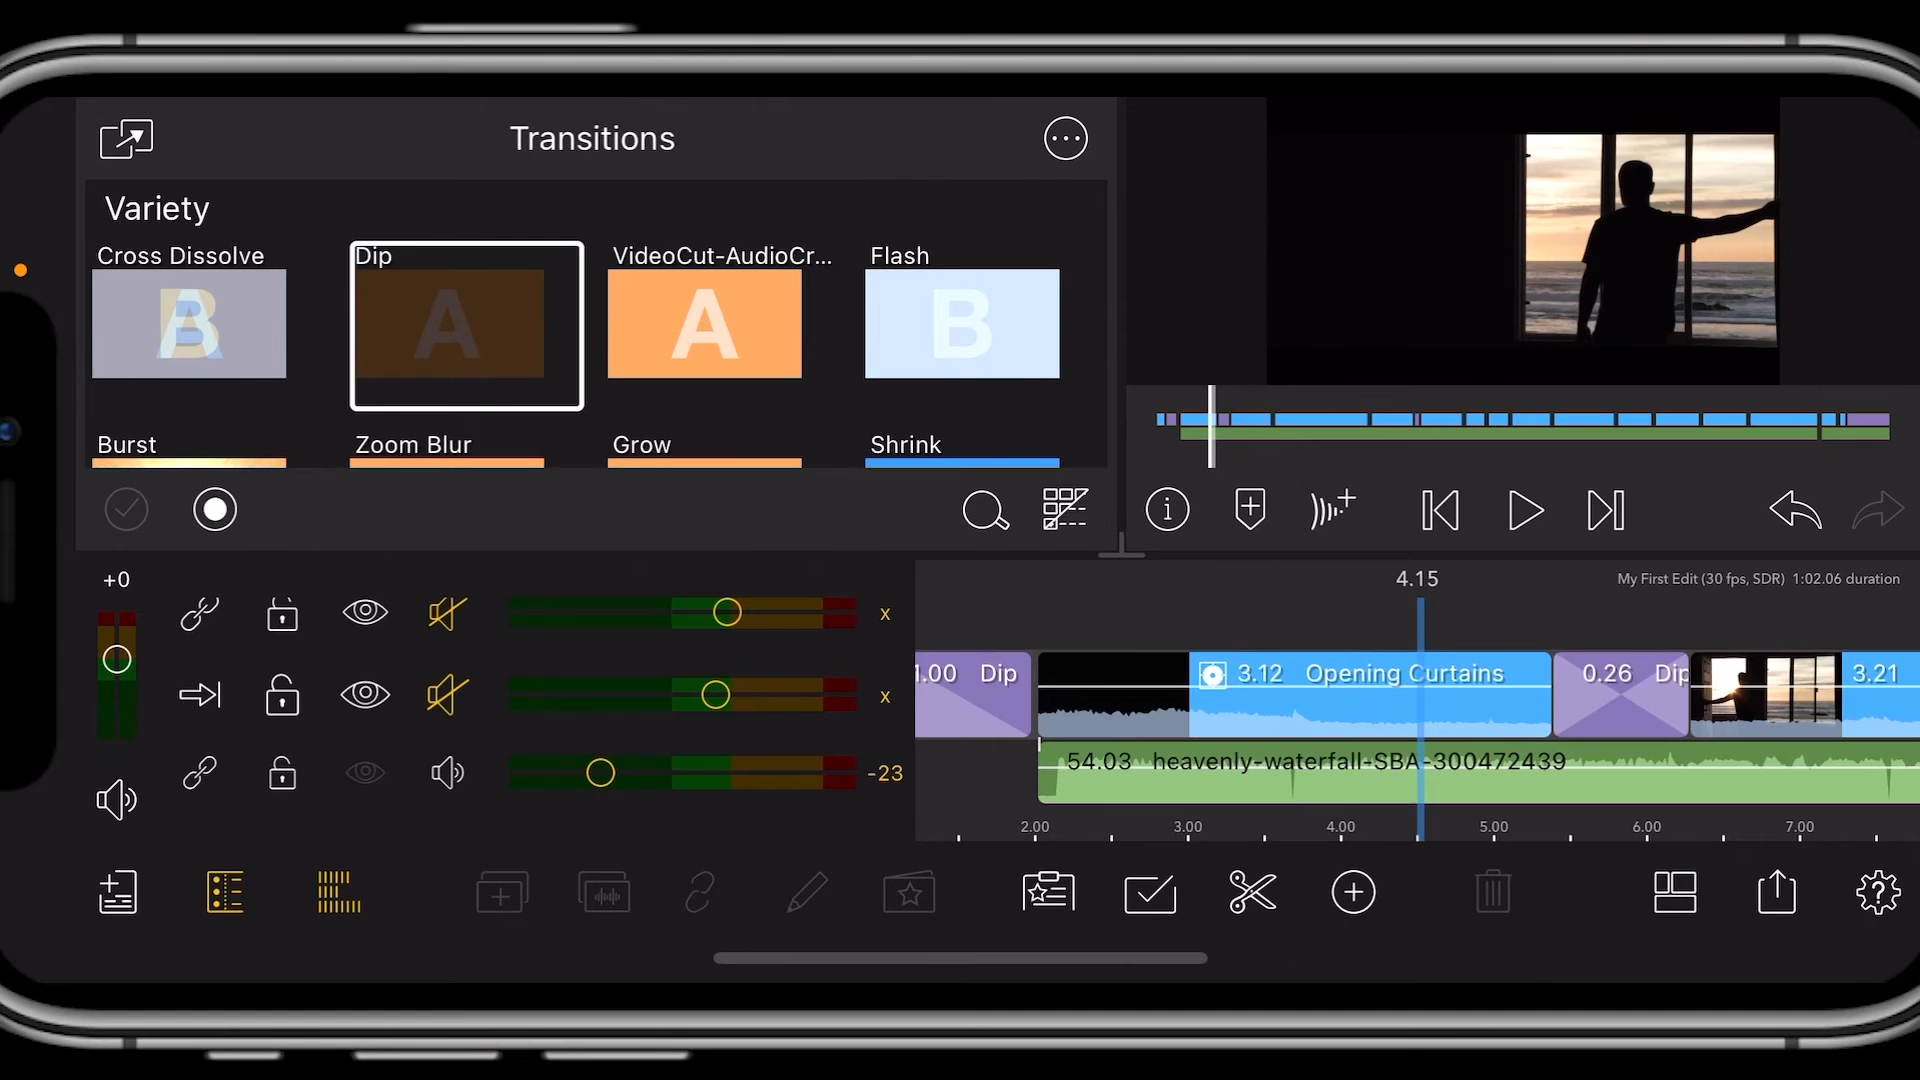 Transitions
Variety
Cross Dissolve
Dip
VideoCut-AudioCr...
Flash
B
A
A
B
Burst
Zoom Blur
Grow
Shrink
+0
x
x
-23
4.15
My First Edit (30 fps, SDR) 1:02.06 duration
1.00 Dip
3.12 Opening Curtains
0.26 Dip
3.21
54.03 heavenly-waterfall-SBA-300472439
2.00
3.00
4.00
5.00
6.00
7.00